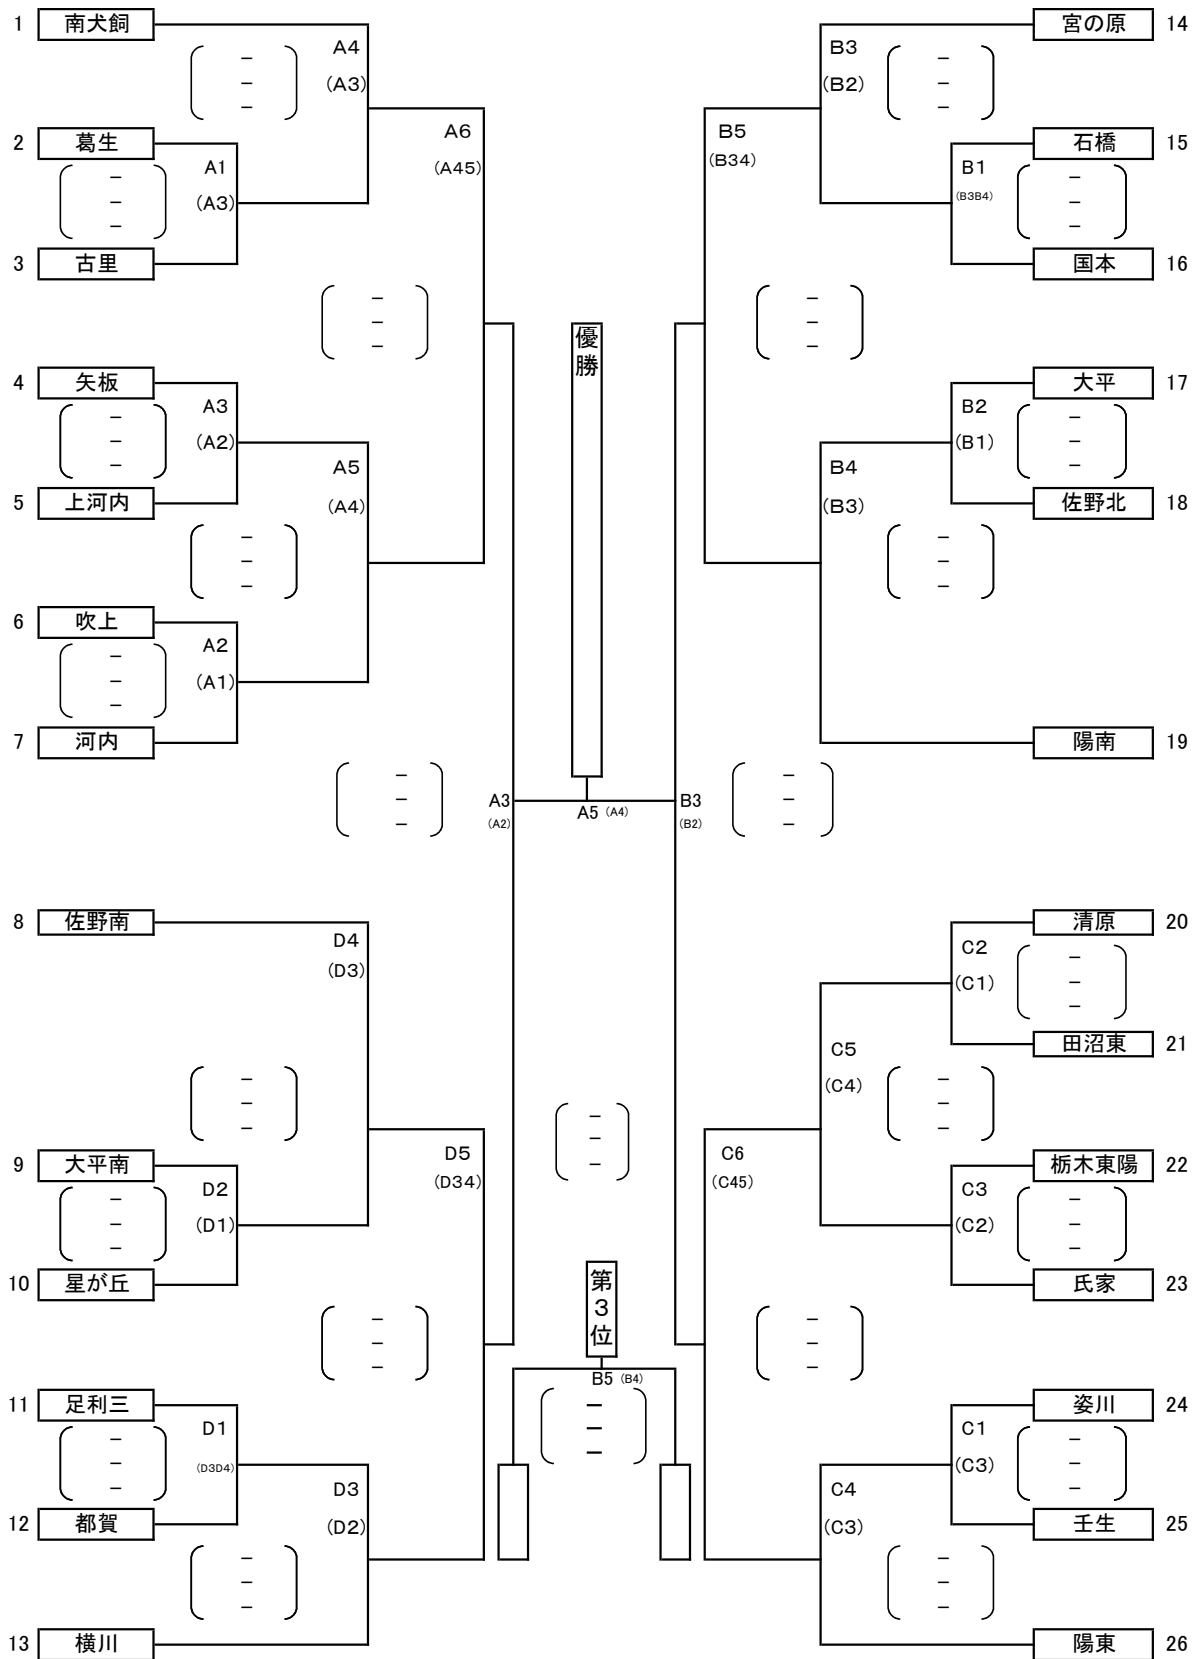 1 南犬飼
A4
(A3)
2 葛生
A1
(A3)
3 古里
A6
(A45)
4 矢板
A3
(A2)
5 上河内
A5
(A4)
6 吹上
A2
(A1)
7 河内
A3
(A2)
8 佐野南
D4
(D3)
9 大平南
D2
(D1)
10 星が丘
D5
(D34)
11 足利三
D1
(D3D4)
12 都賀
D3
(D2)
13 横川
優勝
A5 (A4)
第3位
B5 (B4)
宮の原 14
B3
(B2)
石橋 15
B1
(B3B4)
国本 16
B5
(B34)
大平 17
B2
(B1)
佐野北 18
B4
(B3)
陽南 19
B3
(B2)
清原 20
C2
(C1)
田沼東 21
C5
(C4)
栃木東陽 22
C3
(C2)
氏家 23
C6
(C45)
姿川 24
C1
(C3)
壬生 25
C4
(C3)
陽東 26